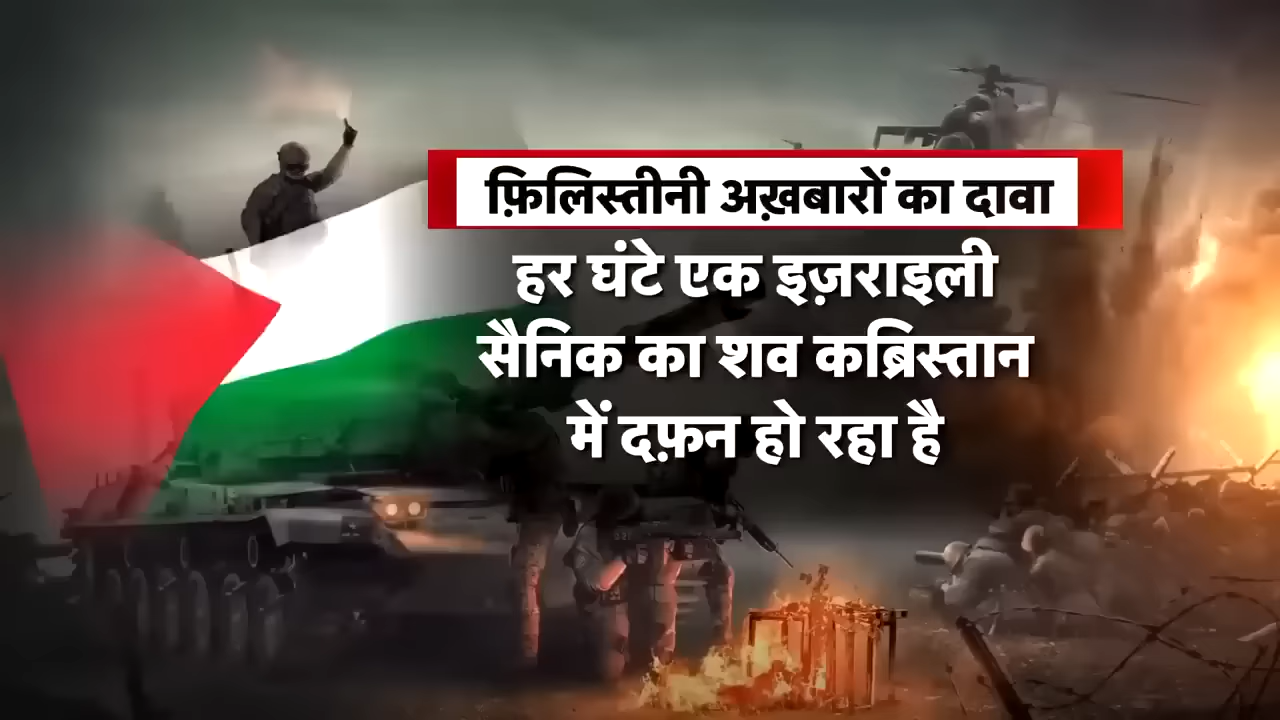 फ़िलिस्तीनी अख़बारों का दावा
हर घंटे एक इज़राइली
सैनिक का शव कब्रिस्तान
में दफ़न हो रहा है